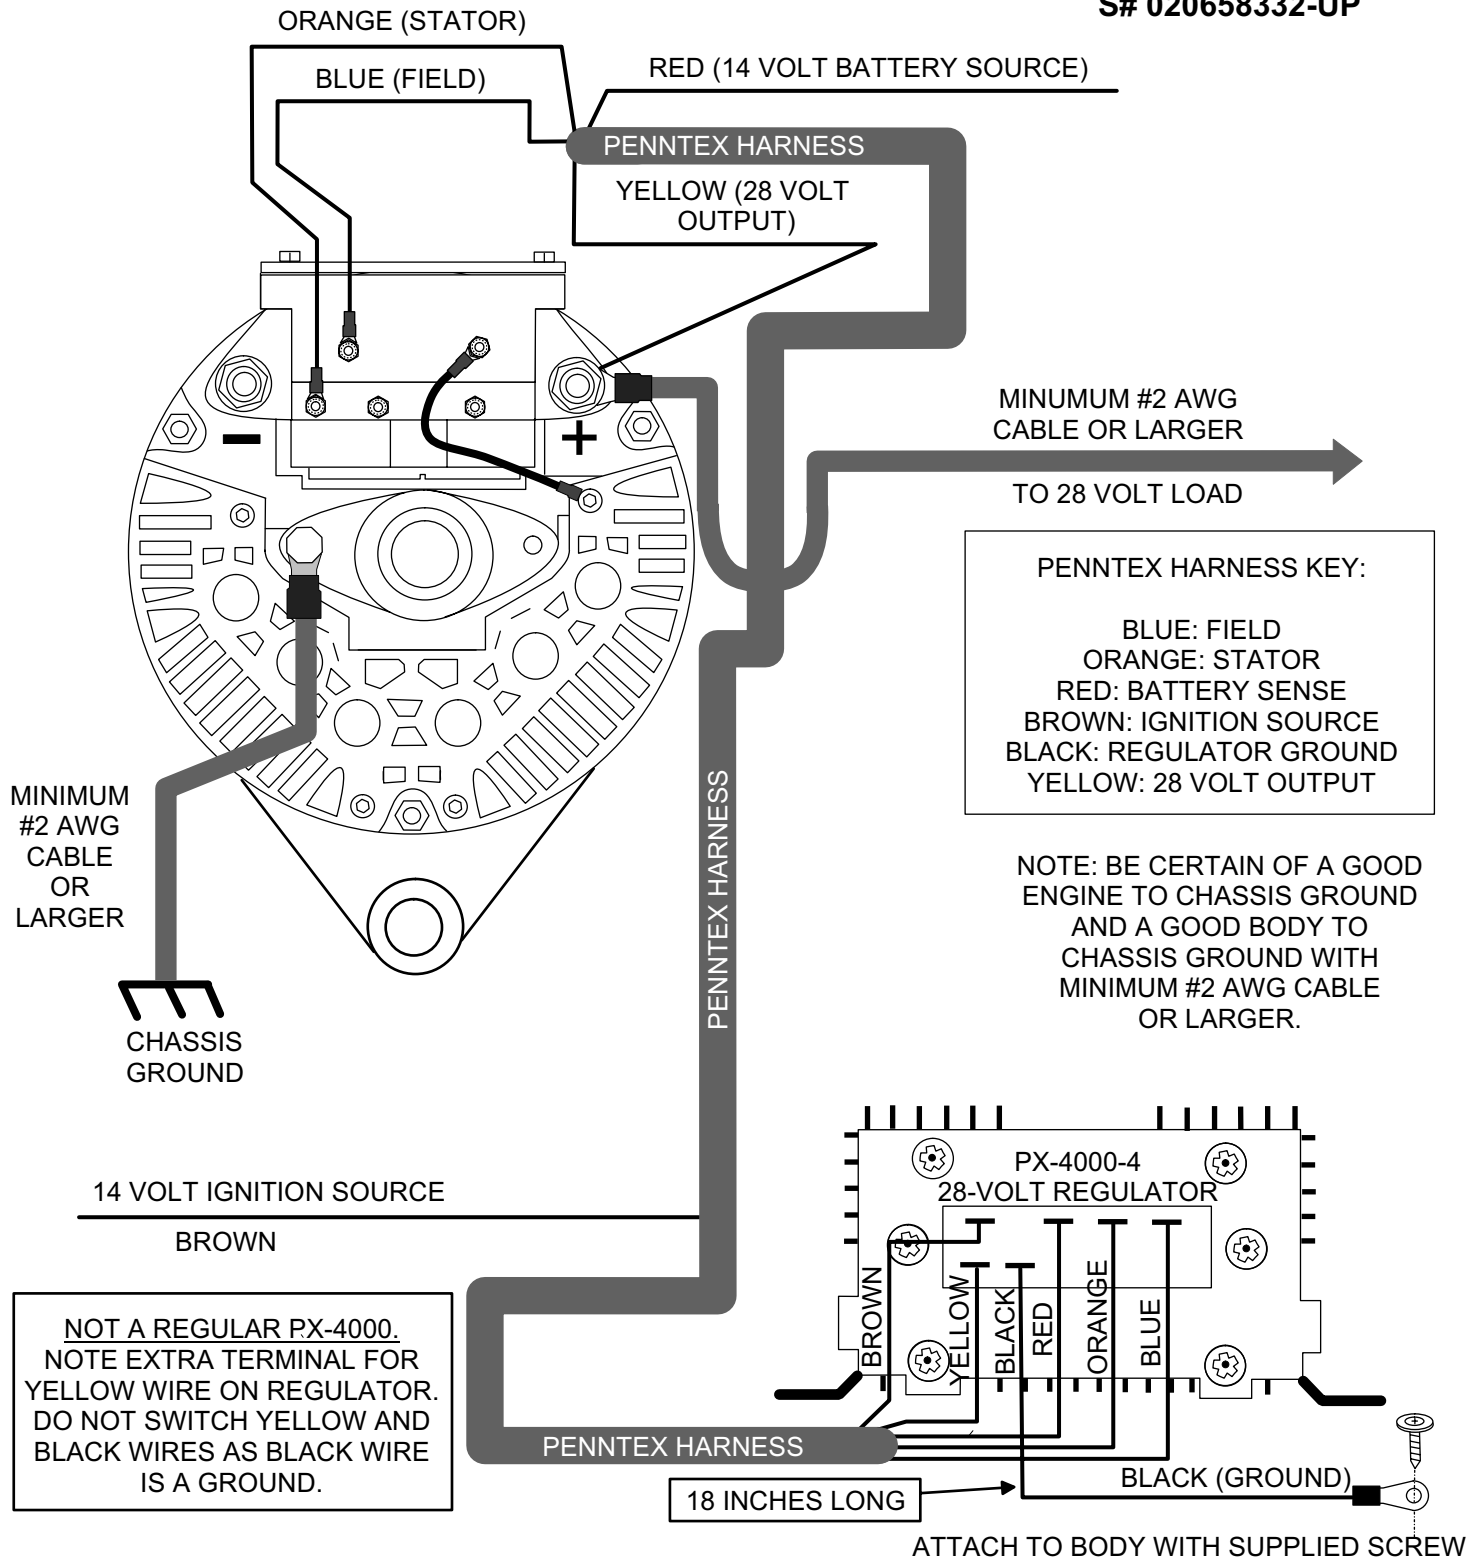 S# 020658332-UP
ORANGE (STATOR)
RED (14 VOLT BATTERY SOURCE)
BLUE (FIELD)
PENNTEX HARNESS
YELLOW (28 VOLT
OUTPUT)
MINUMUM #2 AWG
CABLE OR LARGER
TO 28 VOLT LOAD
PENNTEX HARNESS KEY:
BLUE: FIELD
ORANGE: STATOR
RED: BATTERY SENSE
BROWN: IGNITION SOURCE
BLACK: REGULATOR GROUND
YELLOW: 28 VOLT OUTPUT
MINIMUM
#2 AWG
CABLE
OR
LARGER
PENNTEX HARNESS
NOTE: BE CERTAIN OF A GOOD
ENGINE TO CHASSIS GROUND
AND A GOOD BODY TO
CHASSIS GROUND WITH
MINIMUM #2 AWG CABLE
OR LARGER.
CHASSIS
GROUND
PX-4000-4
28-VOLT REGULATOR
14 VOLT IGNITION SOURCE
BROWN
BROWN
YELLOW
BLACK
RED
ORANGE
BLUE
NOT A REGULAR PX-4000.
NOTE EXTRA TERMINAL FOR
YELLOW WIRE ON REGULATOR.
DO NOT SWITCH YELLOW AND
BLACK WIRES AS BLACK WIRE
IS A GROUND.
PENNTEX HARNESS
BLACK (GROUND)
18 INCHES LONG
ATTACH TO BODY WITH SUPPLIED SCREW